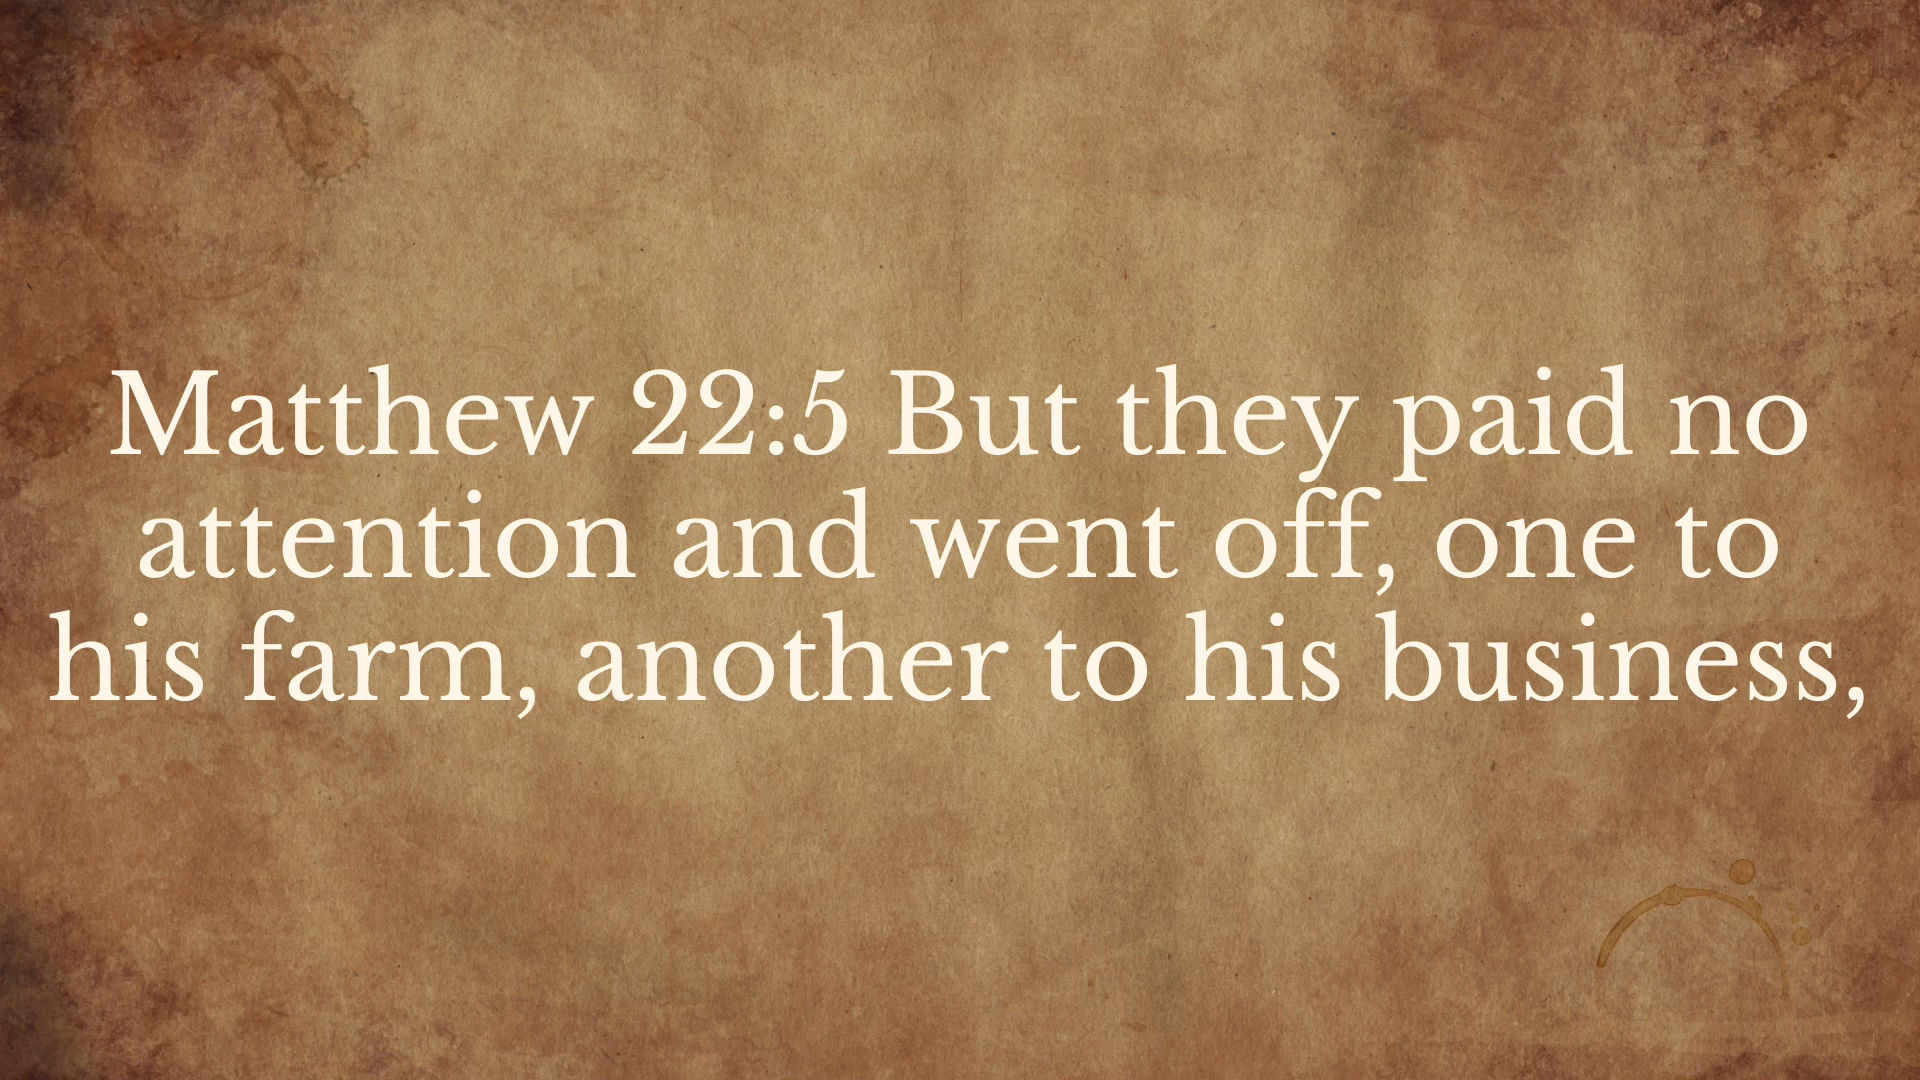 Matthew 22:5 But they paid no
attention and went off, one to
his farm, another to his business,